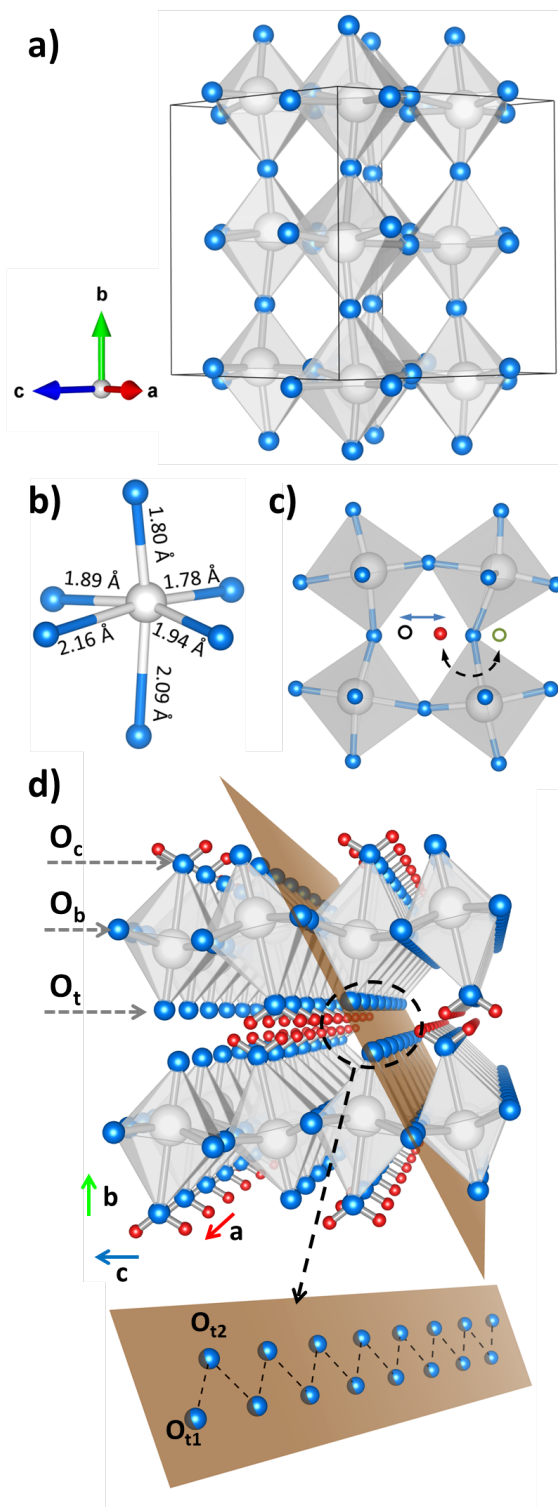 a)
b
c
a
b)
1.80 Å
1.89 Å
1.78 Å
2.16 Å
1.94 Å
2.09 Å
c)
d)
Oc
Ob
Ot
b
a
c
Ot2
Ot1